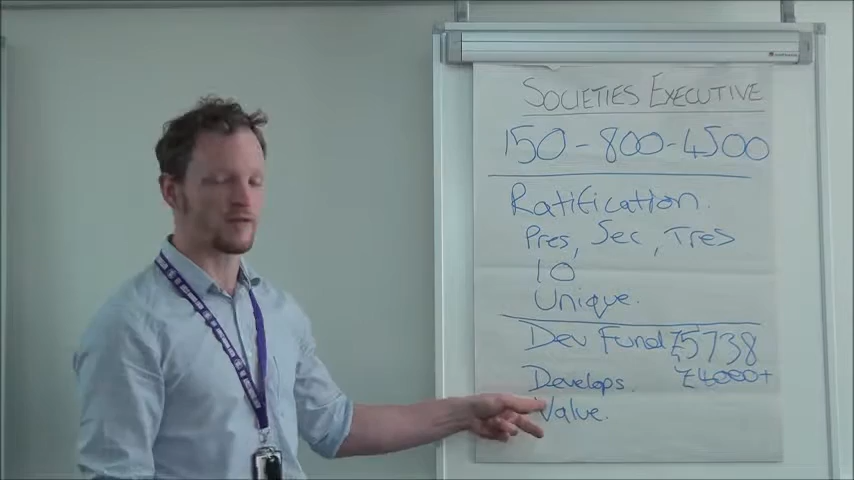 SOCIETIES EXECUTIVE
150-800-4500
Ratification.
Pres, Sec, Tres
10
Unique.
Dev Fund £5738
Develops. £4000+
Value.